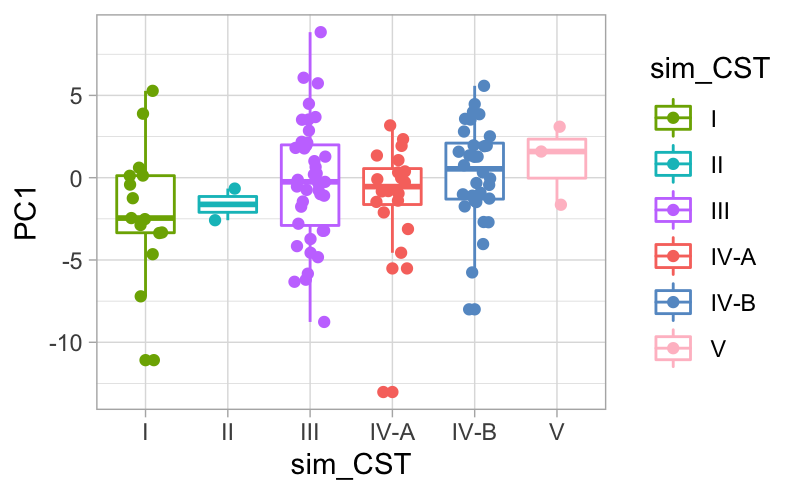 PC1
5
0
-5
-10
I II III IV-A IV-B V
sim_CST
sim_CST
I
II
III
IV-A
IV-B
V